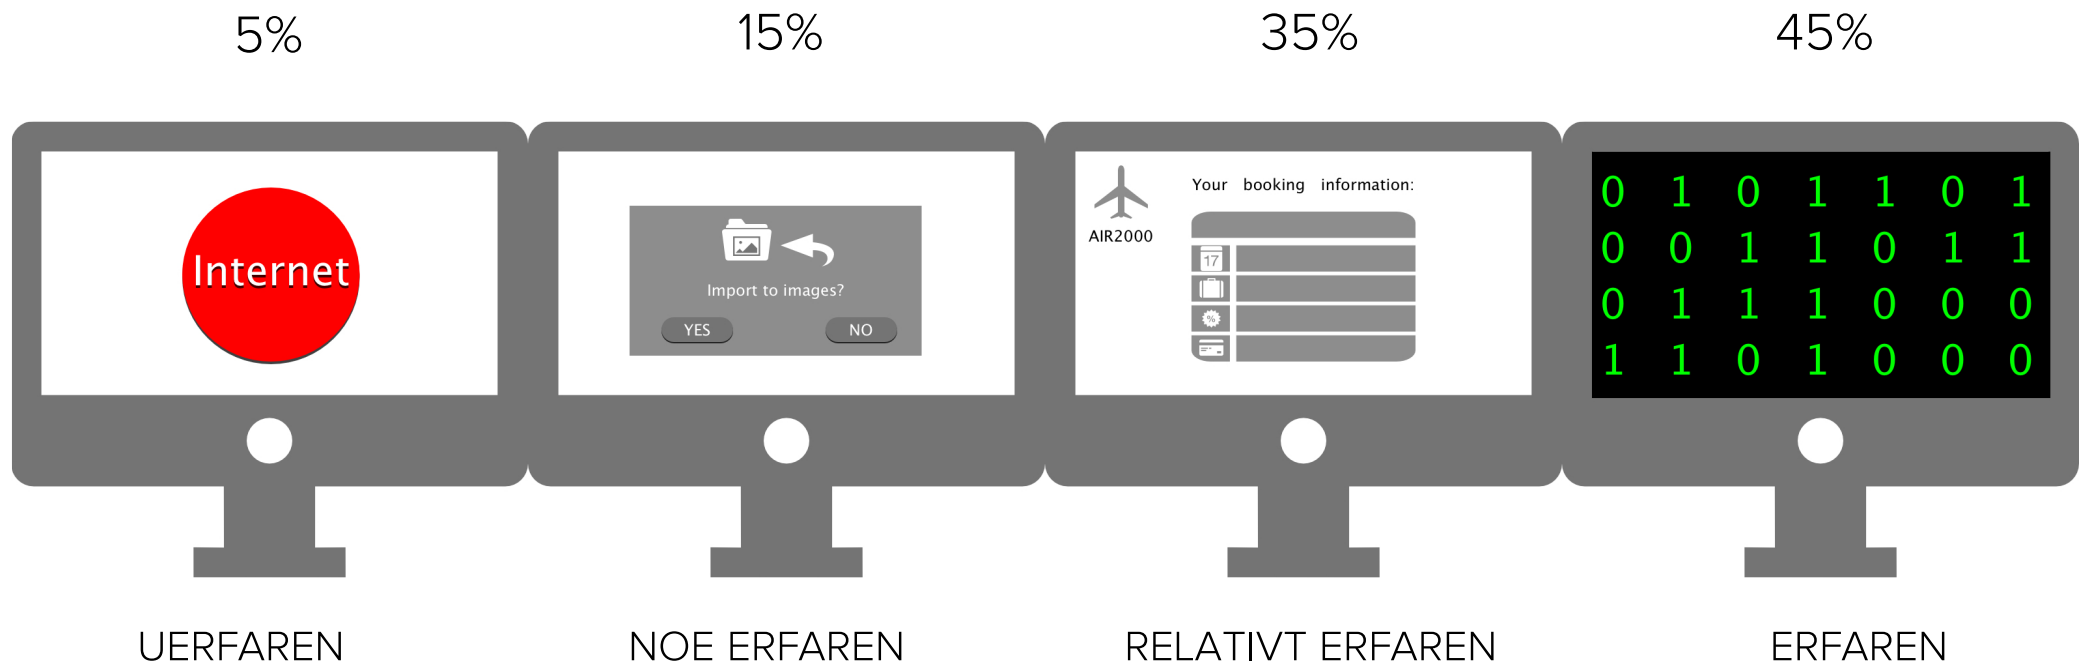 5%
15%
35%
45%
Internet
Import to images?
YES
NO
AIR2000
Your booking information:
17
%
0 1 0 1 1 0 1
0 0 1 1 0 1 1
0 1 1 1 0 0 0
1 1 0 1 0 0 0
UERFAREN
NOE ERFAREN
RELATIVT ERFAREN
ERFAREN